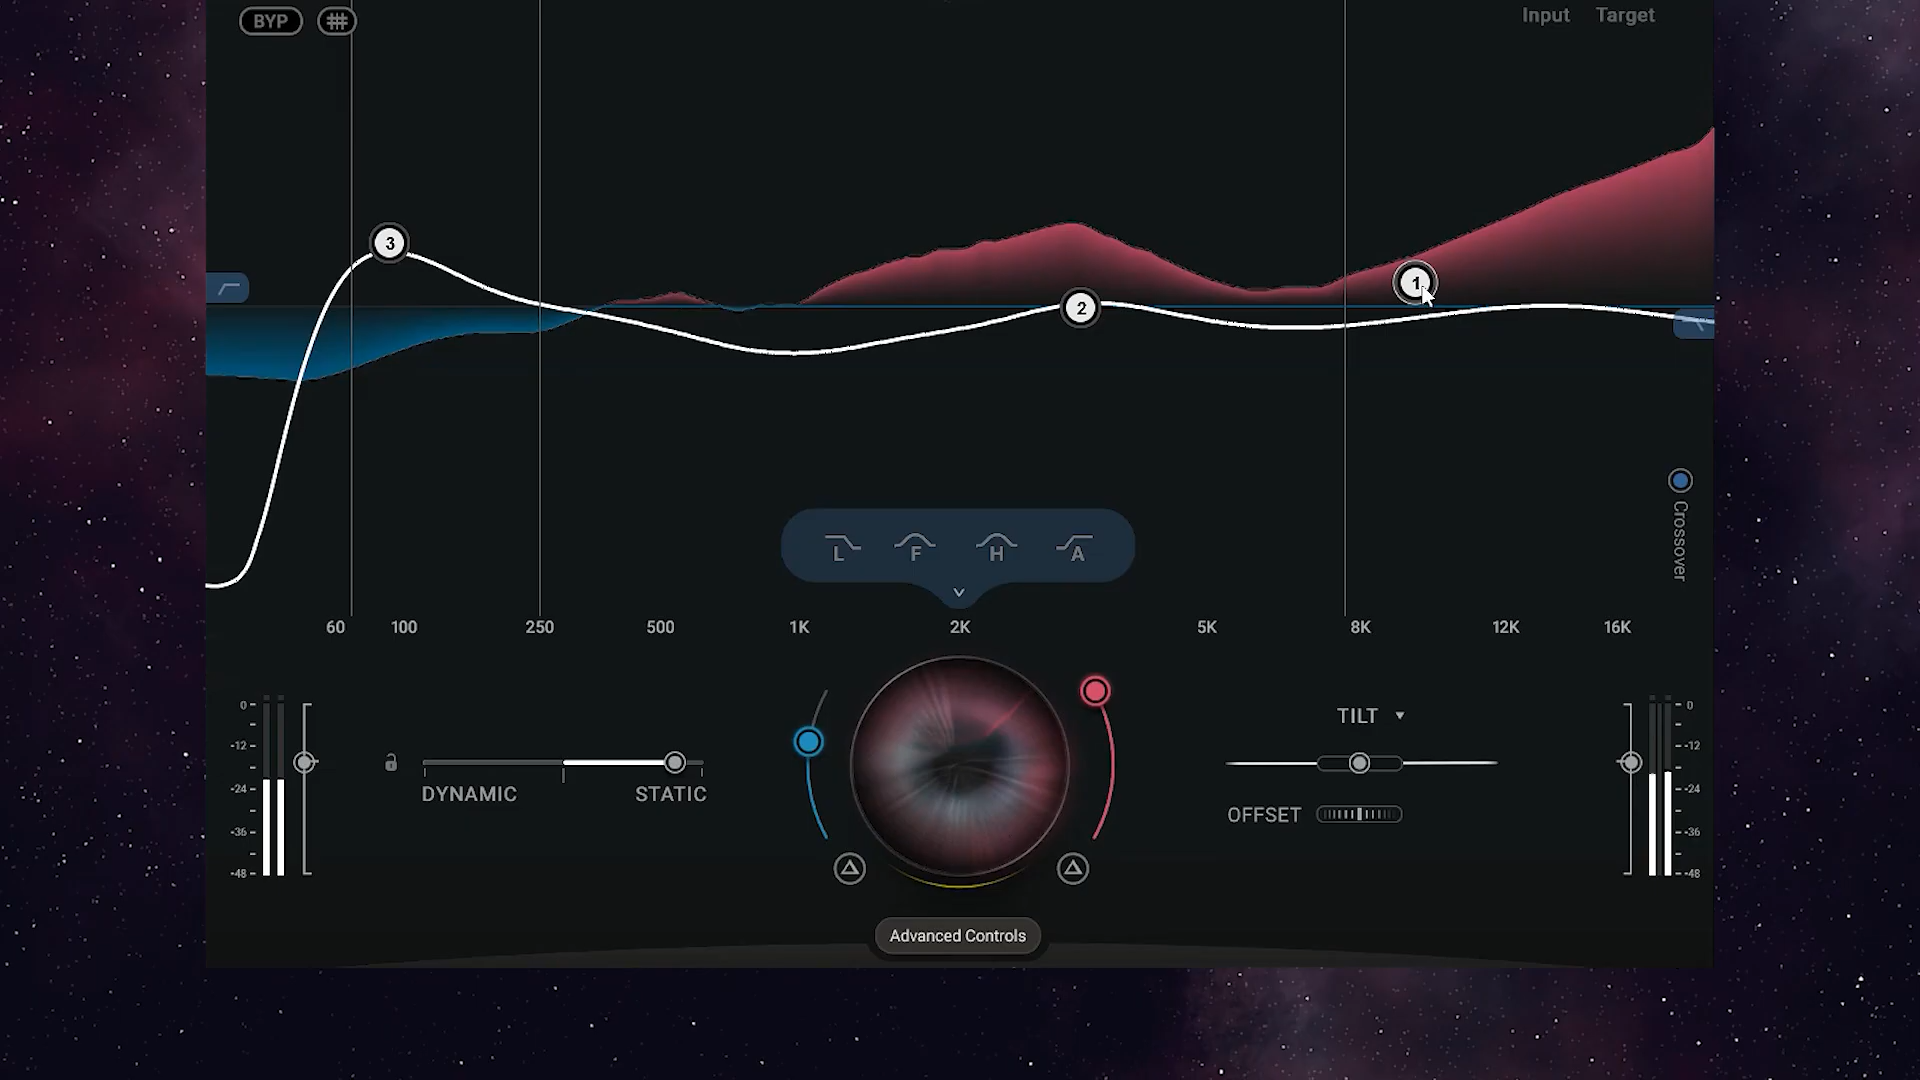 BYP
Input Target
3
2
1
Crossover
L F H A
60 100 250 500 1K 2K 5K 8K 12K 16K
0
-12
-24
-36
-48
DYNAMIC STATIC
TILT
OFFSET
0
-12
-24
-36
-48
Advanced Controls